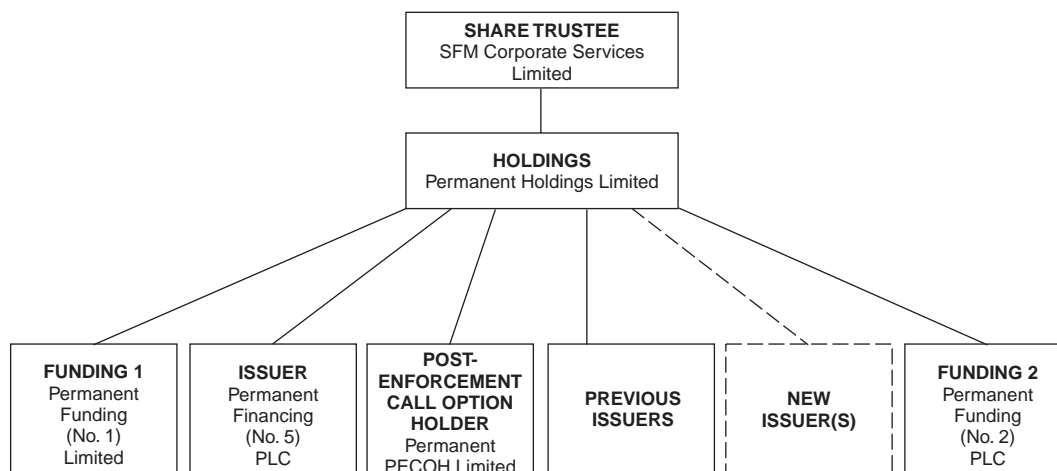 SHARE TRUSTEE
SFM Corporate Services
Limited
HOLDINGS
Permanent Holdings Limited
FUNDING 1
Permanent
Funding
(No. 1)
Limited
ISSUER
Permanent
Financing
(No. 5)
PLC
POST-
ENFORCEMENT
CALL OPTION
HOLDER
Permanent
PECOH Limited
PREVIOUS
ISSUERS
NEW
ISSUER(S)
FUNDING 2
Permanent
Funding
(No. 2)
PLC